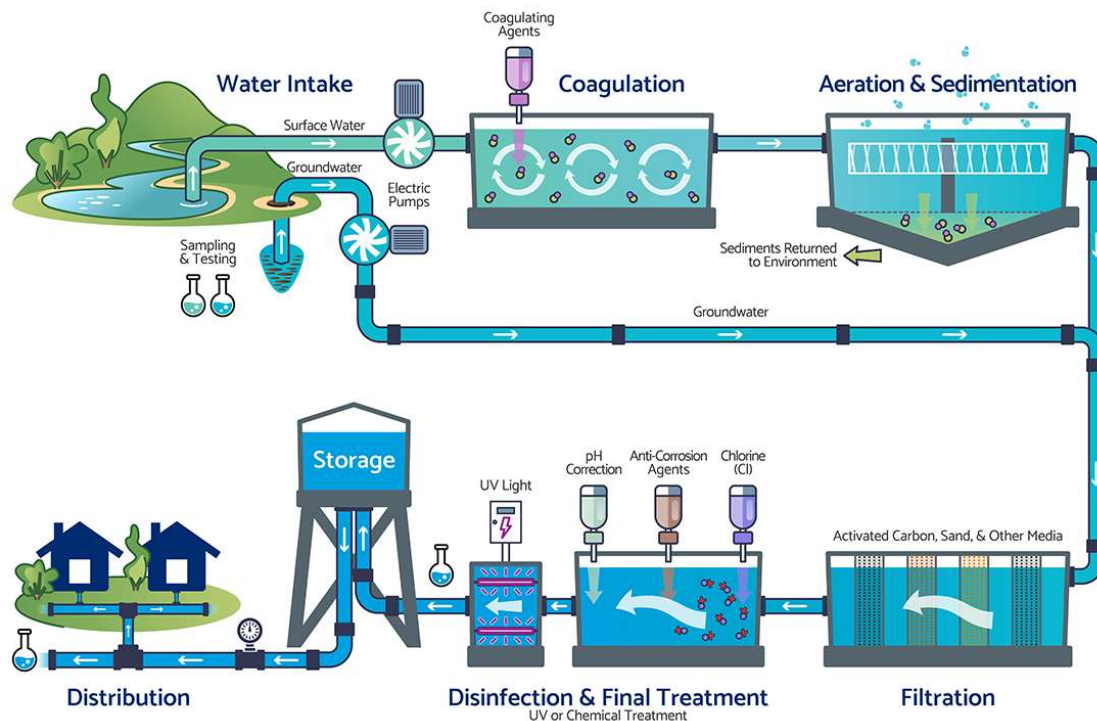 Coagulating
Agents
Water Intake
Coagulation
Aeration & Sedimentation
Surface Water
Groundwater
Electric
Pumps
Sampling
& Testing
Sediments Returned
to Environment
Groundwater
Storage
UV Light
pH
Correction
Anti-Corrosion
Agents
Chlorine
(Cl)
Activated Carbon, Sand, & Other Media
Distribution
Disinfection & Final Treatment
UV or Chemical Treatment
Filtration